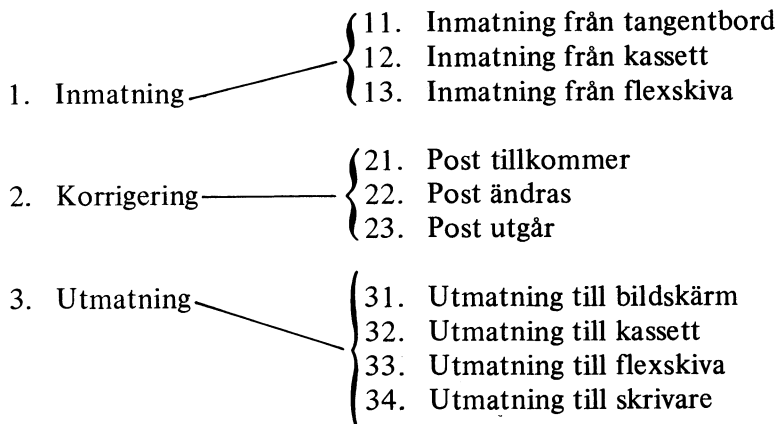 11. Inmatning från tangentbord
12. Inmatning från kassett
1. Inmatning
13. Inmatning från flexskiva
21. Post tillkommer
2. Korrigering
22. Post ändras
23. Post utgår
3. Utmatning
31. Utmatning till bildskärm
32. Utmatning till kassett
33. Utmatning till flexskiva
34. Utmatning till skrivare